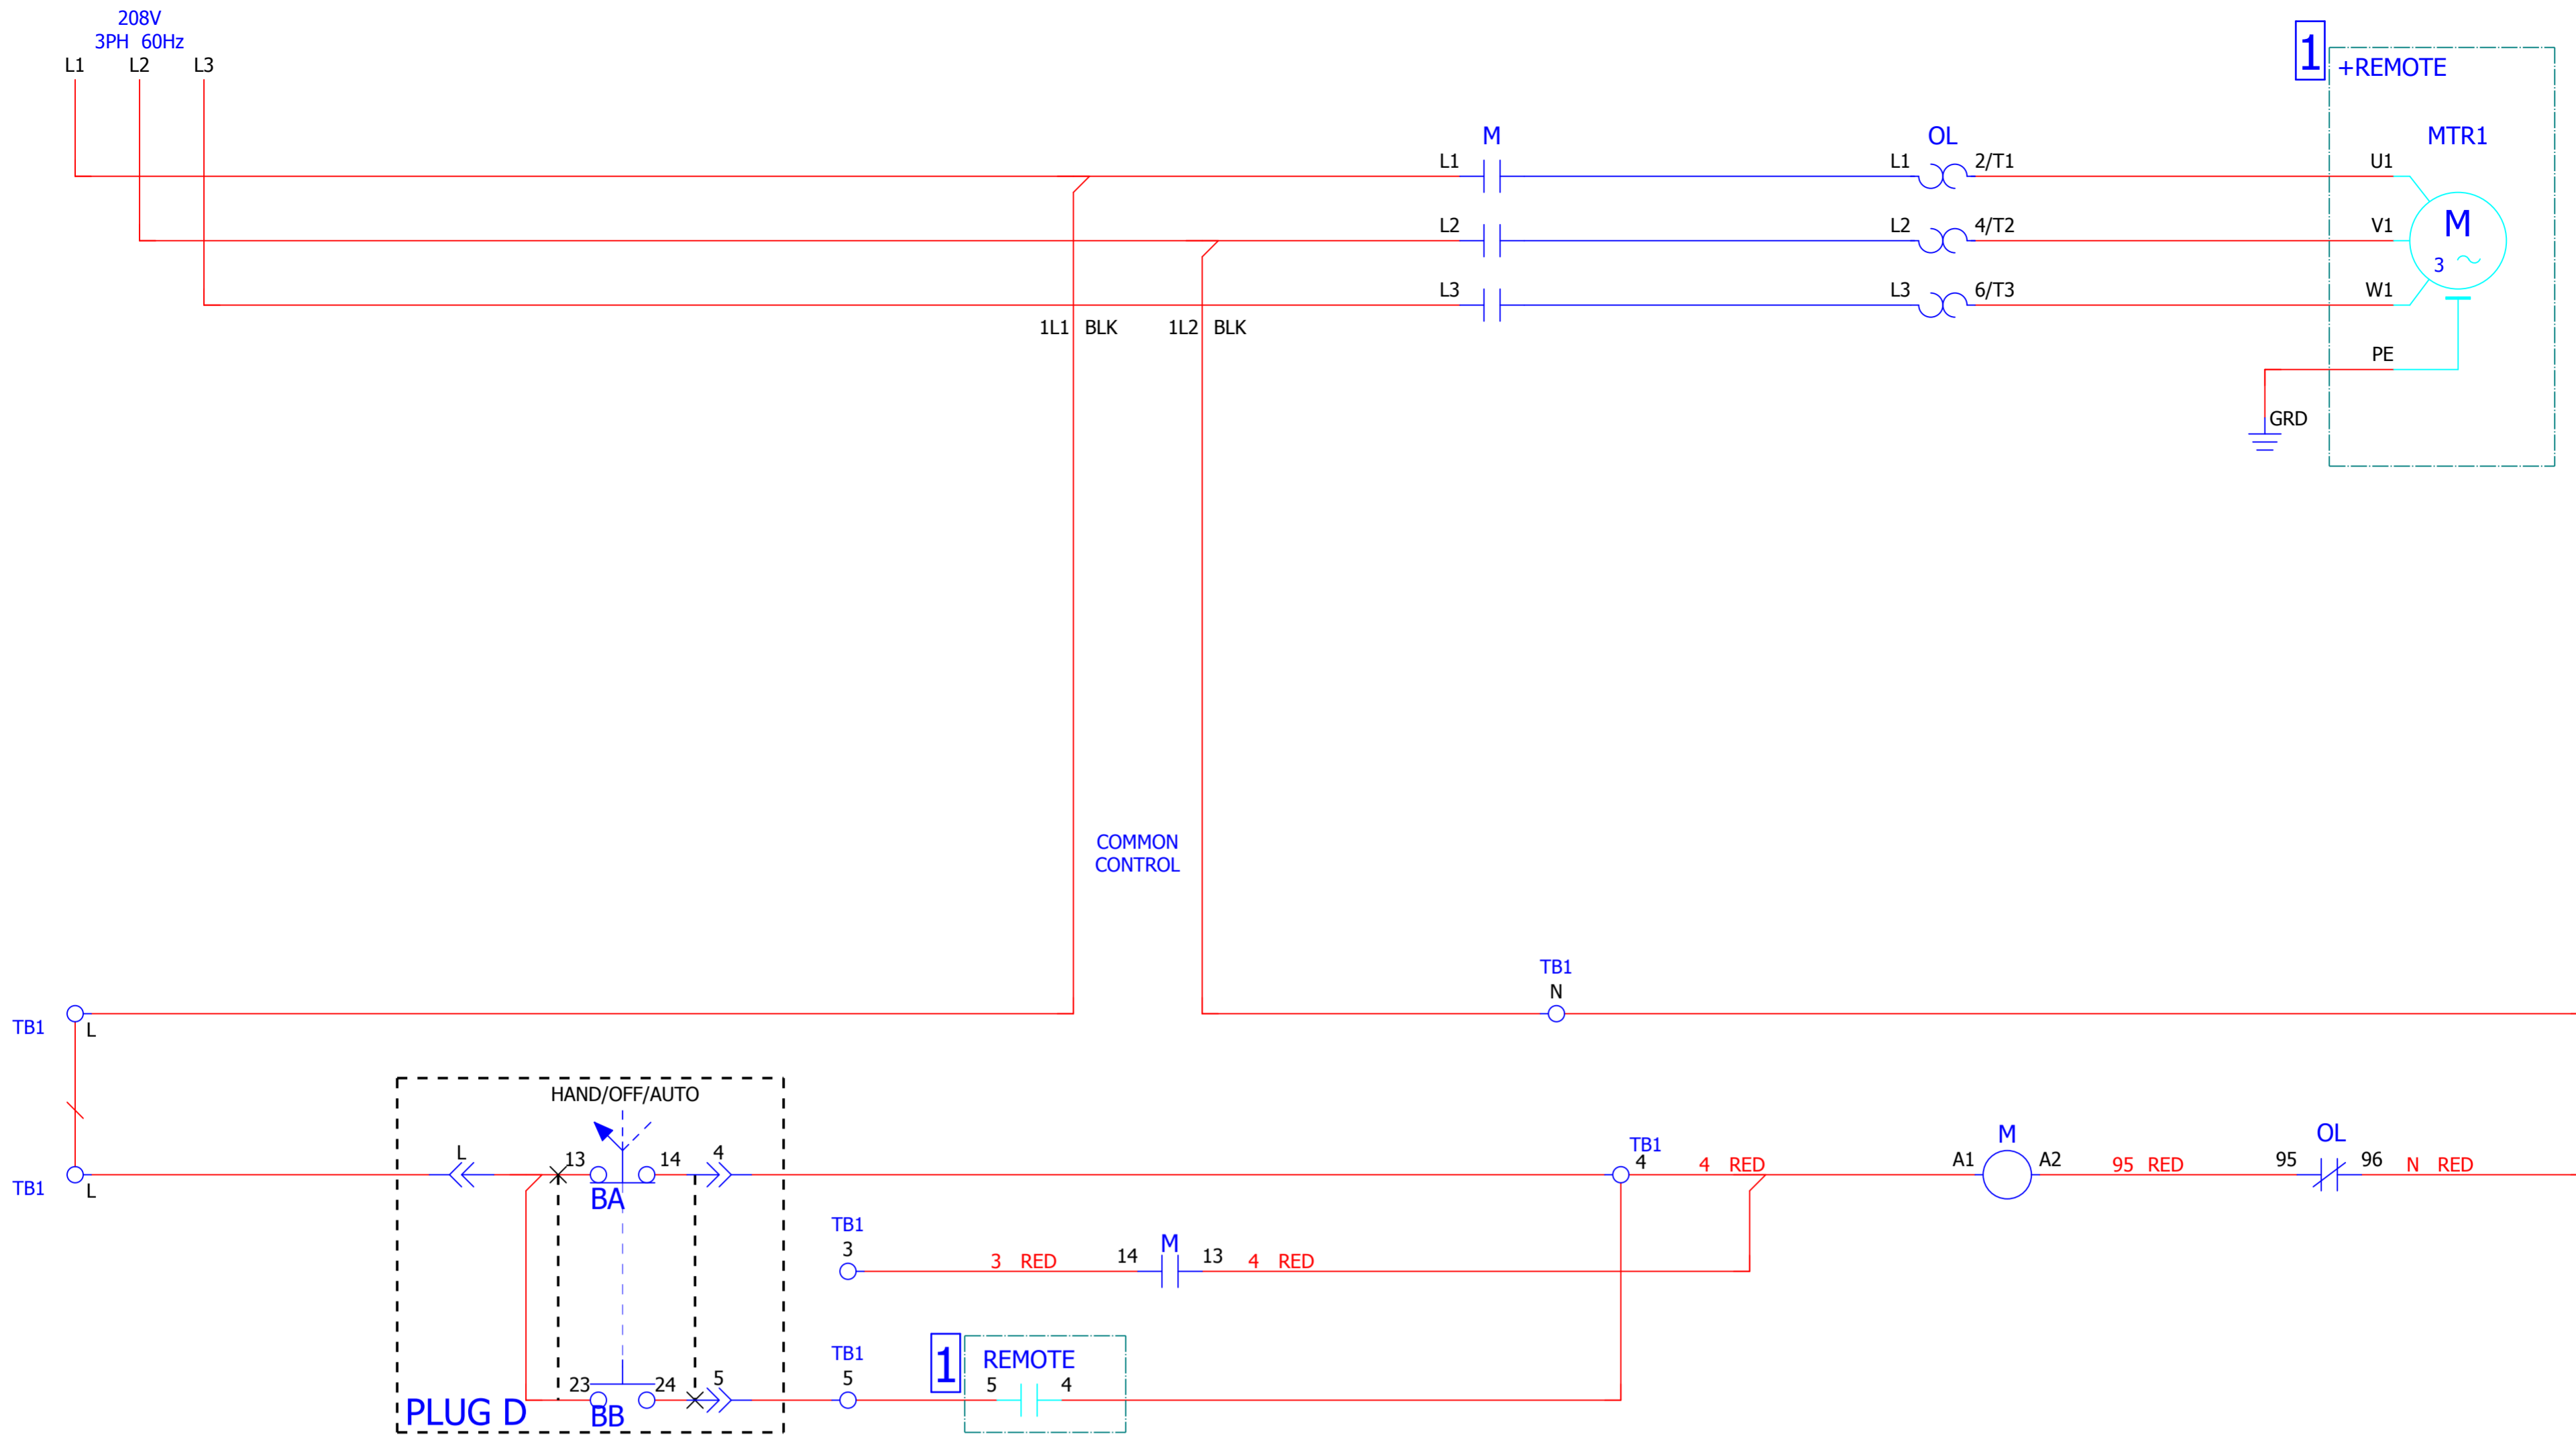 208V
3PH 60Hz
L1 L2 L3
1
+REMOTE
M
OL
MTR1
L1
L1
2/T1
U1
L2
L2
4/T2
V1
M
3
L3
L3
6/T3
W1
1L1 BLK
1L2 BLK
PE
GRD
COMMON
CONTROL
TB1
N
TB1
L
HAND/OFF/AUTO
TB1
L
L
13
14
4
BA
TB1
4
4 RED
A1
M
A2
95 RED
OL
95
96
N RED
TB1
3
3 RED
14
M
13
4 RED
TB1
5
1
REMOTE
5
4
23
24
5
BB
PLUG D